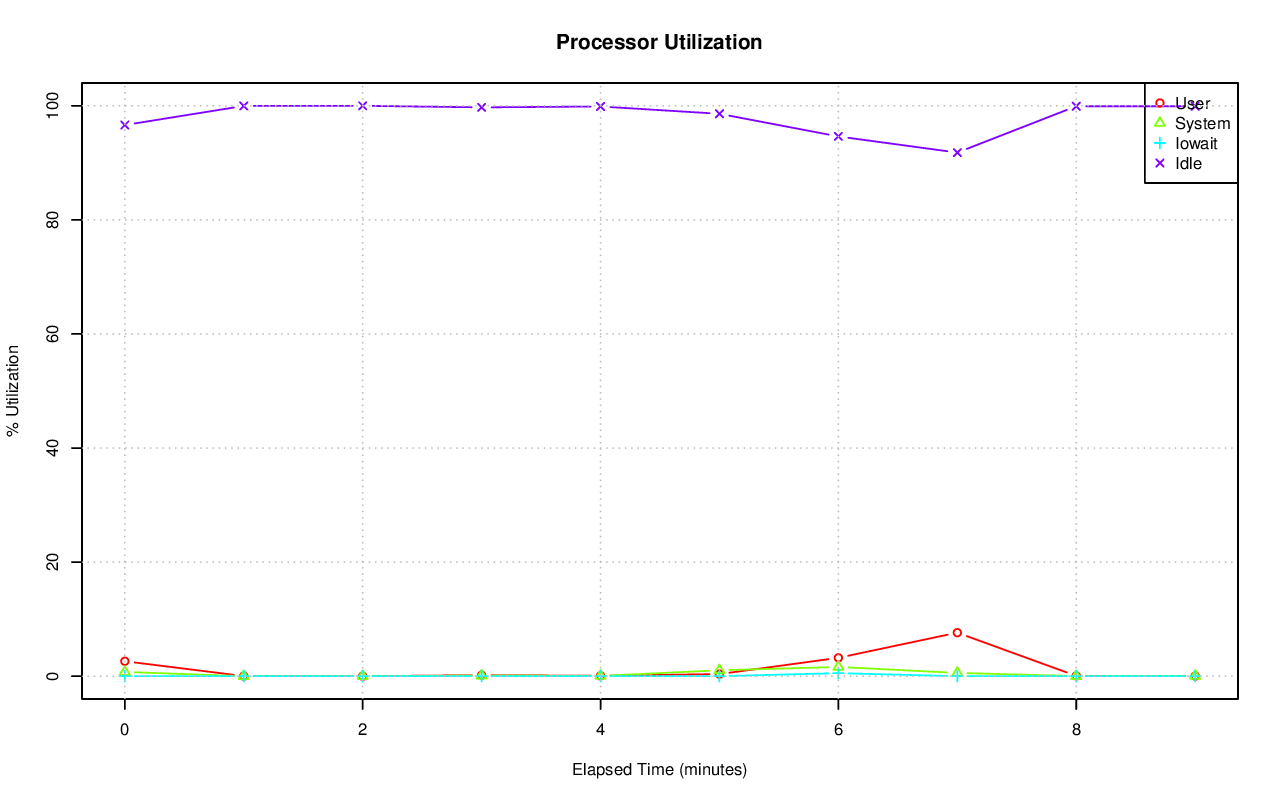 Processor Utilization
100
80
60
40
20
0
% Utilization
User
System
Iowait
Idle
0 2 4 6 8
Elapsed Time (minutes)